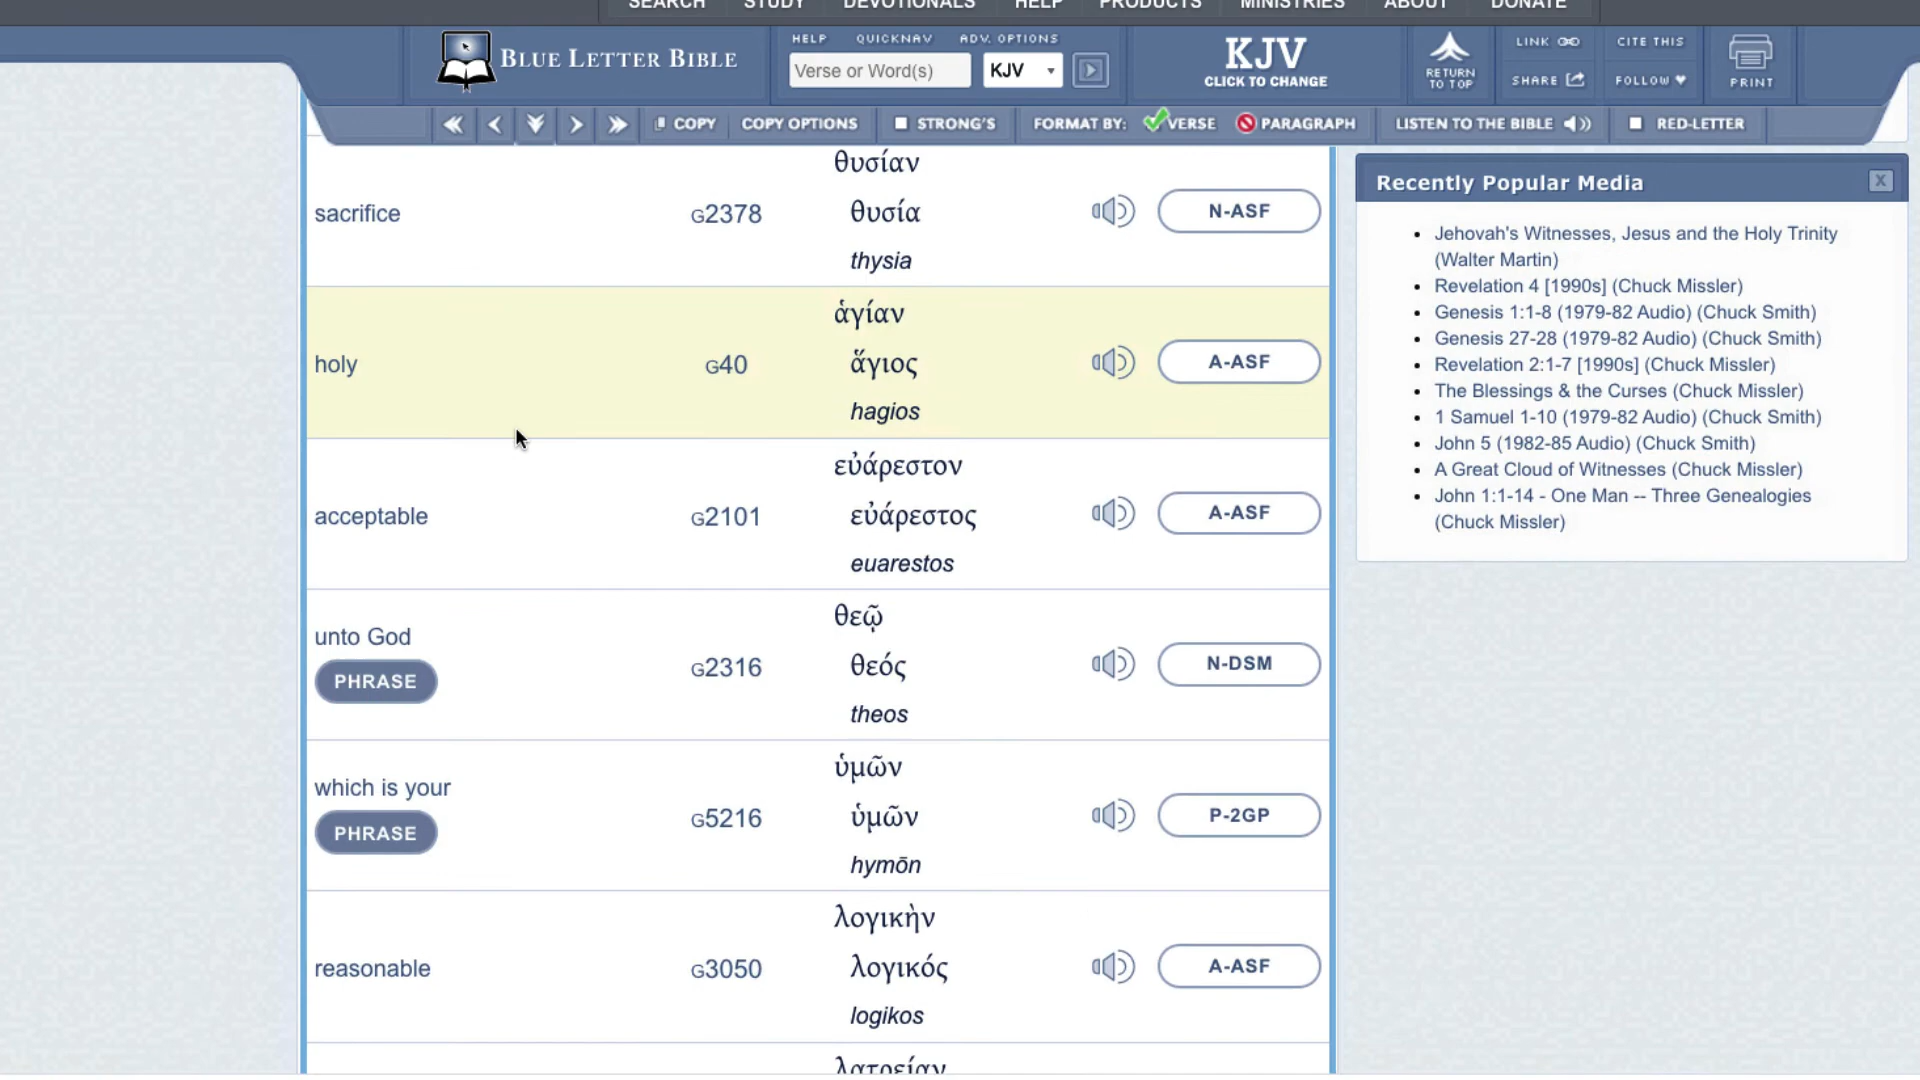 SEARCH STUDY DEVOTIONALS HELP PRODUCTS MINISTRIES ABOUT DONATE
BLUE LETTER BIBLE
HELP QUICKNAV ADV. OPTIONS
Verse or Word(s) KJV
KJV
CLICK TO CHANGE
RETURN
TO TOP
LINK CITE THIS
SHARE FOLLOW
PRINT
COPY COPY OPTIONS STRONG'S FORMAT BY: VERSE PARAGRAPH LISTEN TO THE BIBLE RED-LETTER
θυσίαν
sacrifice G2378 θυσία N-ASF
thysia
ἁγίαν
holy G40 ἅγιος A-ASF
hagios
εὐάρεστον
acceptable G2101 εὐάρεστος A-ASF
euarestos
θεῷ
unto God
PHRASE
G2316 θεός N-DSM
theos
ὑμῶν
which is your
PHRASE
G5216 ὑμῶν P-2GP
hymōn
λογικὴν
reasonable G3050 λογικός A-ASF
logikos
λατρείαν
Recently Popular Media X
Jehovah's Witnesses, Jesus and the Holy Trinity
(Walter Martin)
Revelation 4 [1990s] (Chuck Missler)
Genesis 1:1-8 (1979-82 Audio) (Chuck Smith)
Genesis 27-28 (1979-82 Audio) (Chuck Smith)
Revelation 2:1-7 [1990s] (Chuck Missler)
The Blessings & the Curses (Chuck Missler)
1 Samuel 1-10 (1979-82 Audio) (Chuck Smith)
John 5 (1982-85 Audio) (Chuck Smith)
A Great Cloud of Witnesses (Chuck Missler)
John 1:1-14 - One Man -- Three Genealogies
(Chuck Missler)